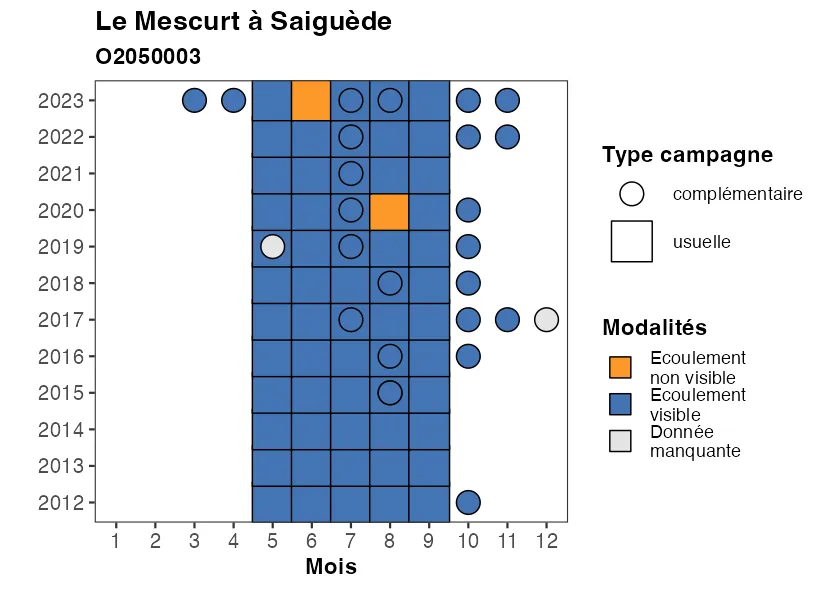 Le Mescurt à Saiguède
O2050003
2023
2022
2021
2020
2019
2018
2017
2016
2015
2014
2013
2012
1 2 3 4 5 6 7 8 9 10 11 12
Mois
Type campagne
complémentaire
usuelle
Modalités
Ecoulement
non visible
Ecoulement
visible
Donnée
manquante